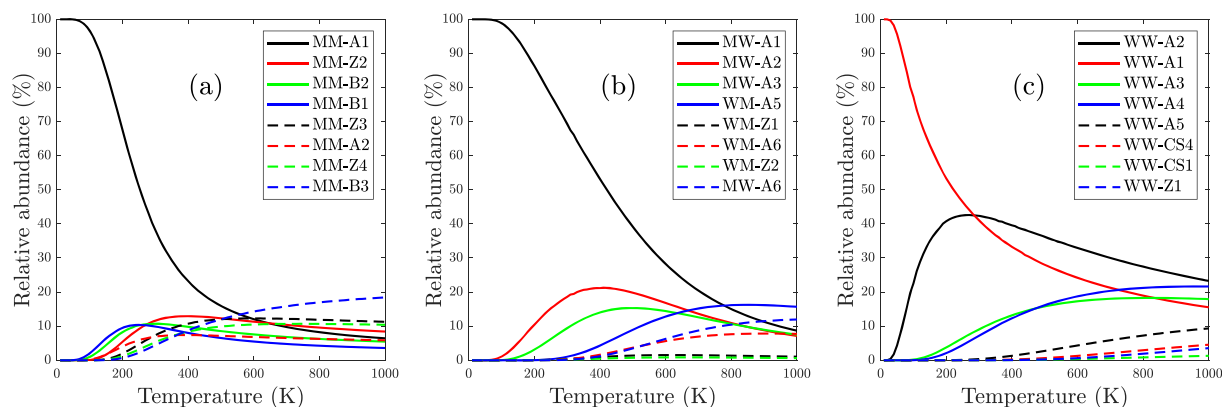 Relative abundance (%)
100
90
80
70
60
50
40
30
20
10
0
0 200 400 600 800 1000
Temperature (K)
(a)
MM-A1
MM-Z2
MM-B2
MM-B1
MM-Z3
MM-A2
MM-Z4
MM-B3
Relative abundance (%)
100
90
80
70
60
50
40
30
20
10
0
0 200 400 600 800 1000
Temperature (K)
(b)
MW-A1
MW-A2
MW-A3
WM-A5
WM-Z1
WM-A6
WM-Z2
MW-A6
Relative abundance (%)
100
90
80
70
60
50
40
30
20
10
0
0 200 400 600 800 1000
Temperature (K)
(c)
WW-A2
WW-A1
WW-A3
WW-A4
WW-A5
WW-CS4
WW-CS1
WW-Z1